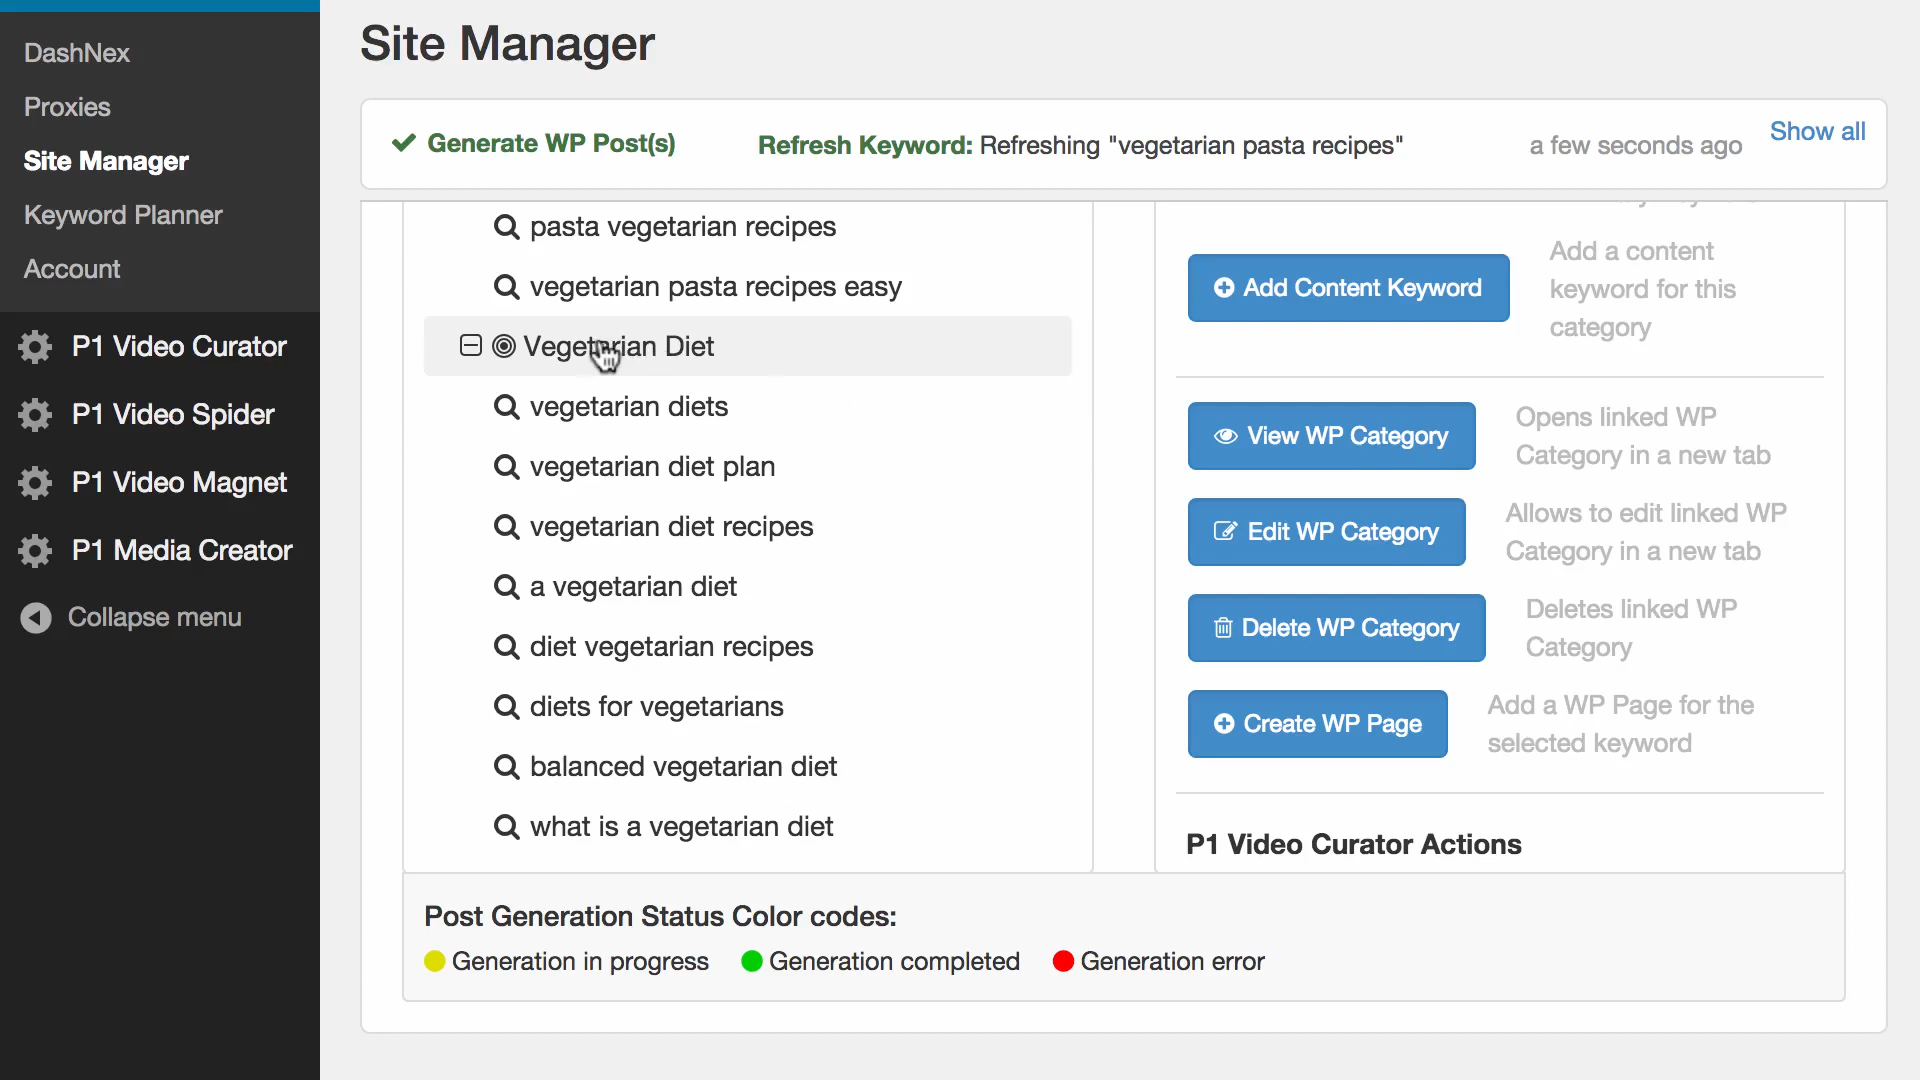 DashNex
Proxies
Site Manager
Keyword Planner
Account
P1 Video Curator
P1 Video Spider
P1 Video Magnet
P1 Media Creator
Collapse menu
Site Manager
Generate WP Post(s)
Refresh Keyword: Refreshing "vegetarian pasta recipes"
a few seconds ago
Show all
pasta vegetarian recipes
vegetarian pasta recipes easy
Vegetarian Diet
vegetarian diets
vegetarian diet plan
vegetarian diet recipes
a vegetarian diet
diet vegetarian recipes
diets for vegetarians
balanced vegetarian diet
what is a vegetarian diet
Add Content Keyword
Add a content
keyword for this
category
View WP Category
Opens linked WP
Category in a new tab
Edit WP Category
Allows to edit linked WP
Category in a new tab
Delete WP Category
Deletes linked WP
Category
Create WP Page
Add a WP Page for the
selected keyword
P1 Video Curator Actions
Post Generation Status Color codes:
Generation in progress
Generation completed
Generation error